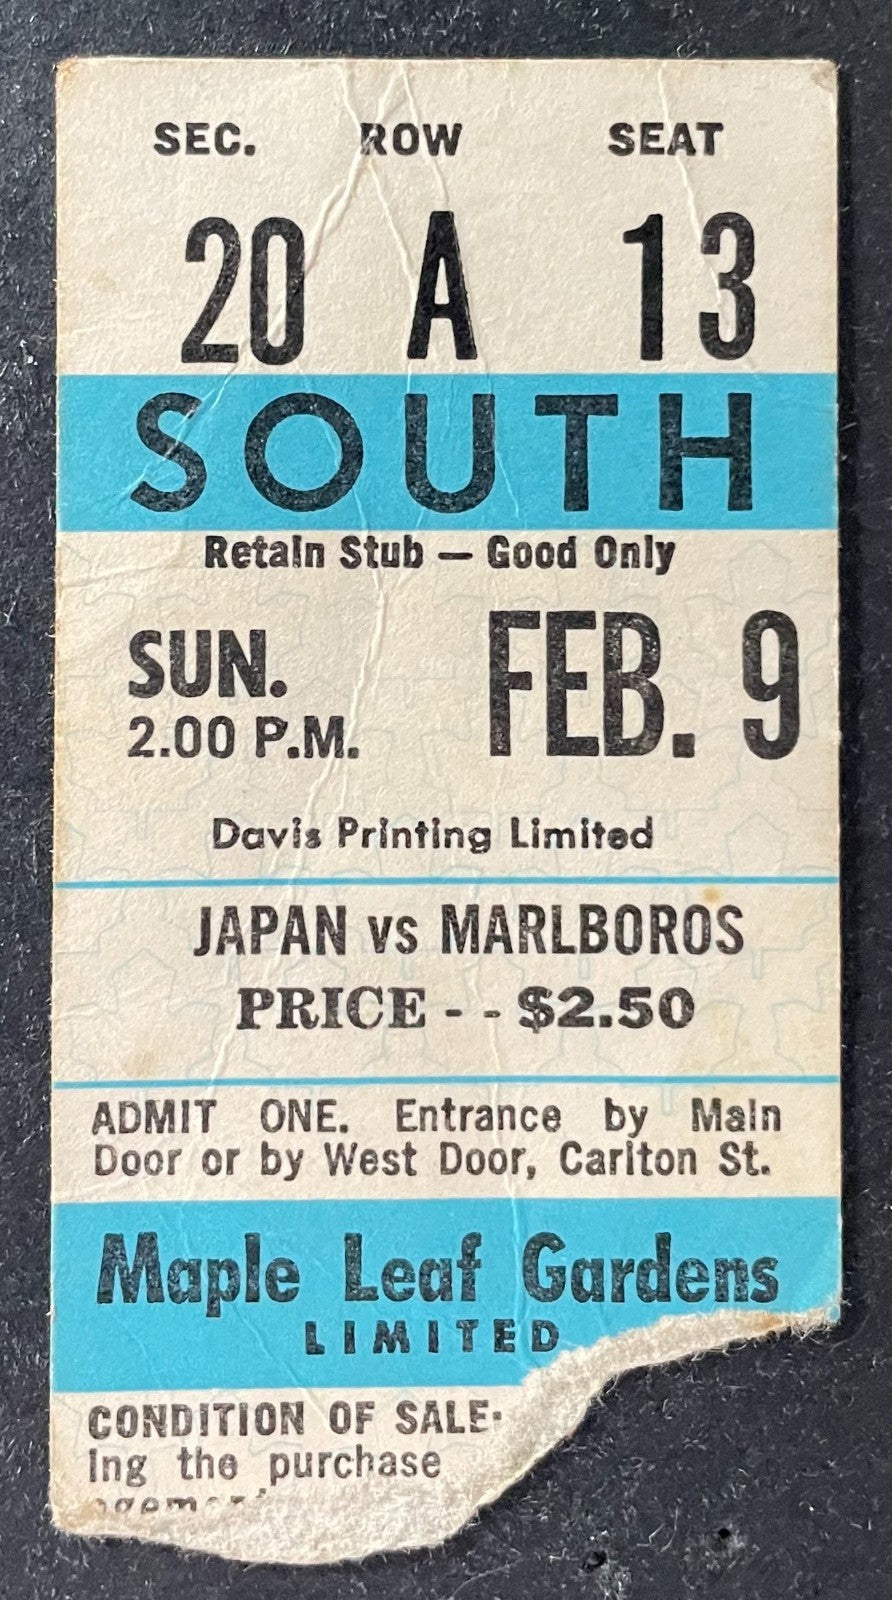 SEC. ROW SEAT
20 A 13
SOUTH
Retain Stub — Good Only
SUN. FEB. 9
2.00 P.M.
Davis Printing Limited
JAPAN vs MARLBOROS
PRICE - - $2.50
ADMIT ONE. Entrance by Main
Door or by West Door, Carlton St.
Maple Leaf Gardens
LIMITED
CONDITION OF SALE-
ing the purchase